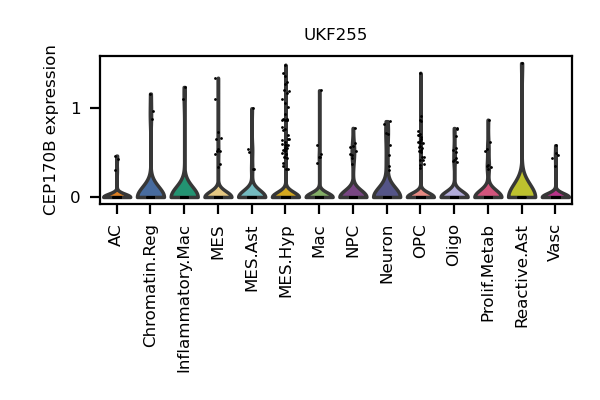 UKF255
CEP170B expression
1
0
AC
Chromatin.Reg
Inflammatory.Mac
MES
MES.Ast
MES.Hyp
Mac
NPC
Neuron
OPC
Oligo
Prolif.Metab
Reactive.Ast
Vasc